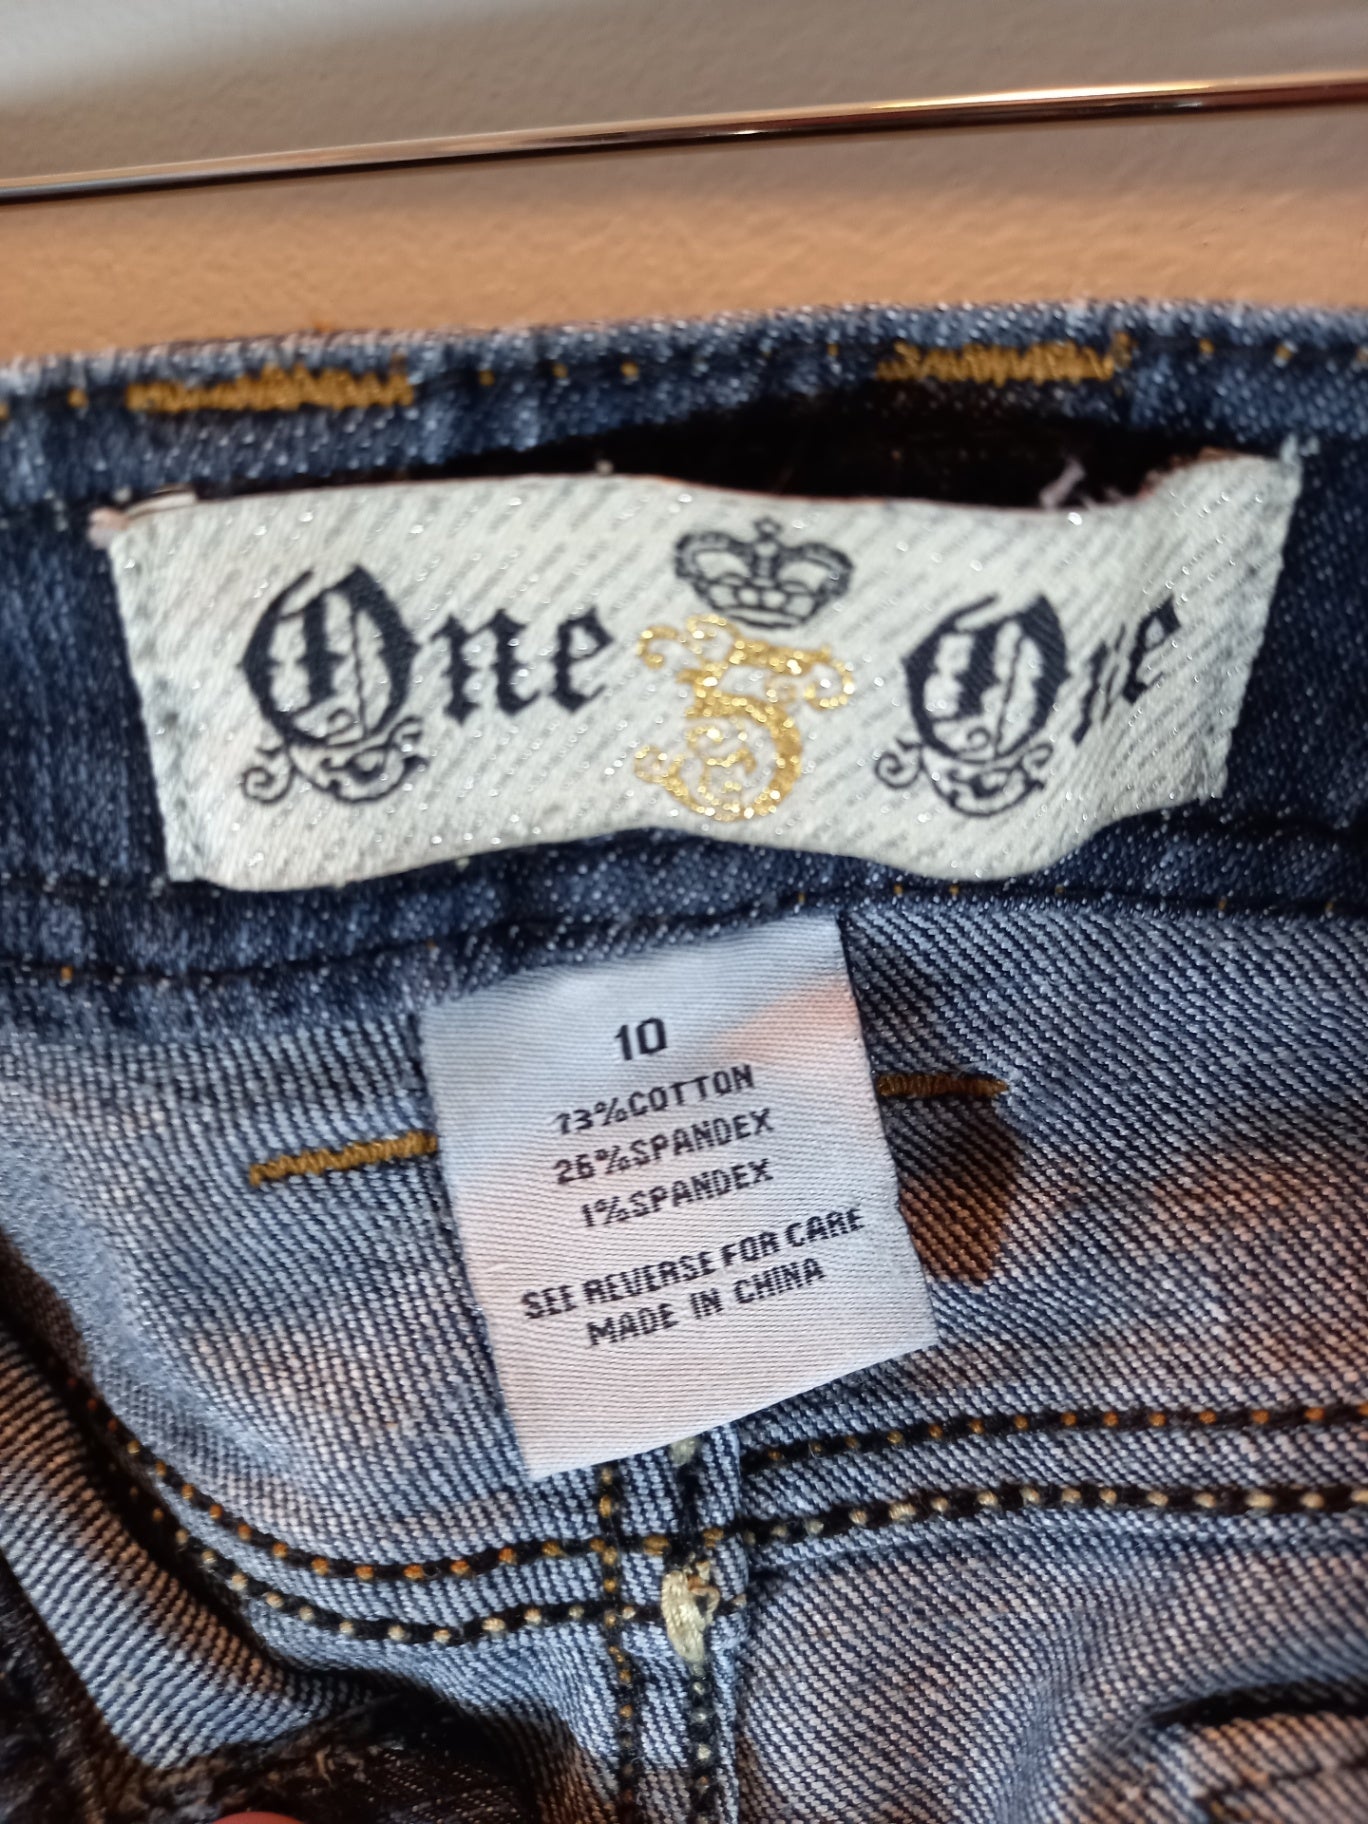 One 5 One
10
73%COTTON
26%SPANDEX
1%SPANDEX
SEE REVERSE FOR CARE
MADE IN CHINA